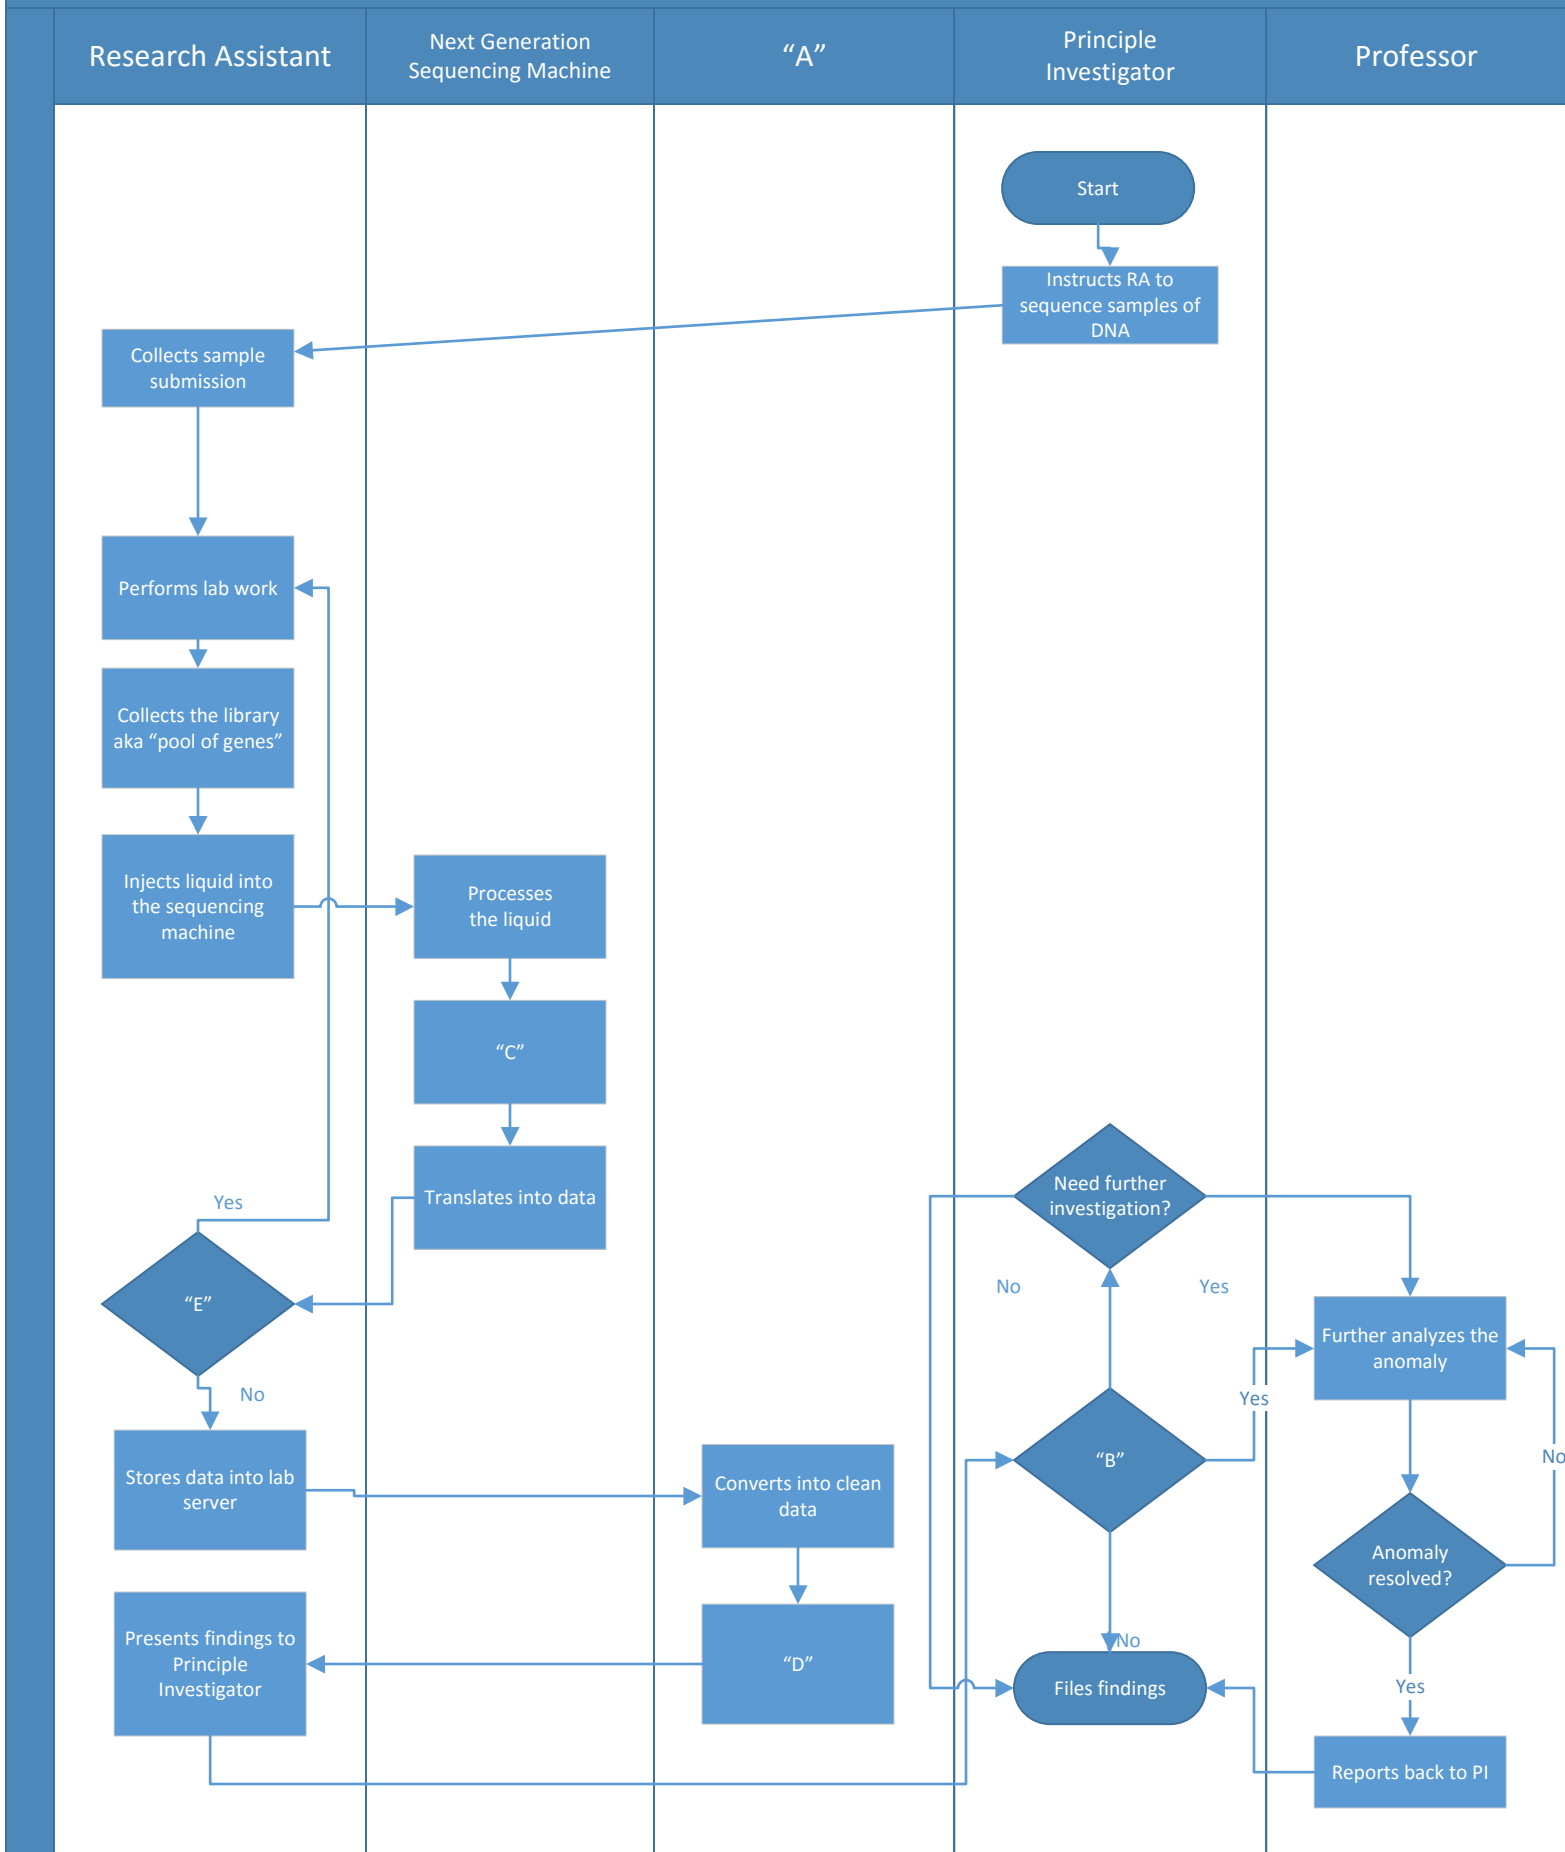 Research Assistant
Next Generation
Sequencing Machine
“A”
Principle
Investigator
Professor
Start
Instructs RA to
sequence samples of
DNA
Collects sample
submission
Performs lab work
Collects the library
aka “pool of genes”
Injects liquid into
the sequencing
machine
Processes
the liquid
“C”
Translates into data
Need further
investigation?
Yes
“E”
No
Yes
Further analyzes the
anomaly
No
Yes
“B”
No
Stores data into lab
server
Converts into clean
data
Anomaly
resolved?
Presents findings to
Principle
Investigator
“D”
No
Files findings
Yes
Reports back to PI